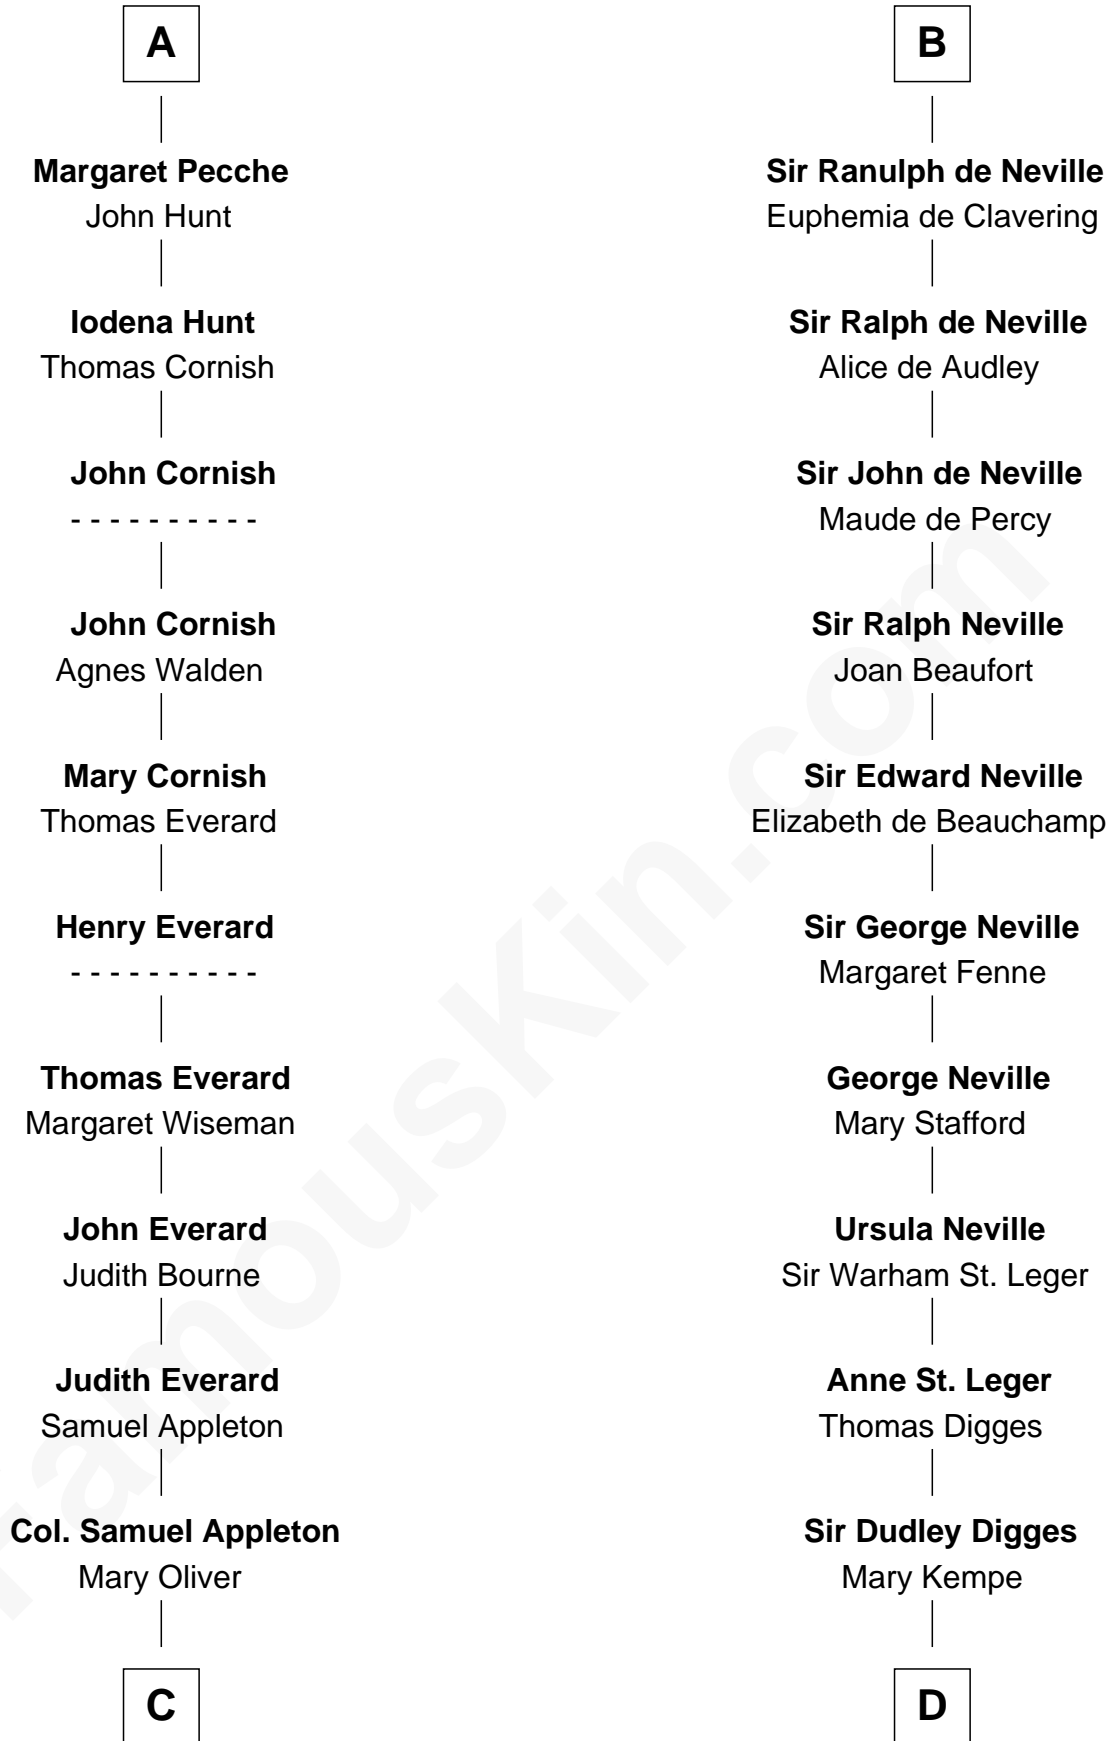 A
Margaret Pecche
John Hunt
Iodena Hunt
Thomas Cornish
John Cornish
- - - - - - - - - -
John Cornish
Agnes Walden
Mary Cornish
Thomas Everard
Henry Everard
- - - - - - - - - -
Thomas Everard
Margaret Wiseman
John Everard
Judith Bourne
Judith Everard
Samuel Appleton
Col. Samuel Appleton
Mary Oliver
C
B
Sir Ranulph de Neville
Euphemia de Clavering
Sir Ralph de Neville
Alice de Audley
Sir John de Neville
Maude de Percy
Sir Ralph Neville
Joan Beaufort
Sir Edward Neville
Elizabeth de Beauchamp
Sir George Neville
Margaret Fenne
George Neville
Mary Stafford
Ursula Neville
Sir Warham St. Leger
Anne St. Leger
Thomas Digges
Sir Dudley Digges
Mary Kempe
D
FamousKin.com